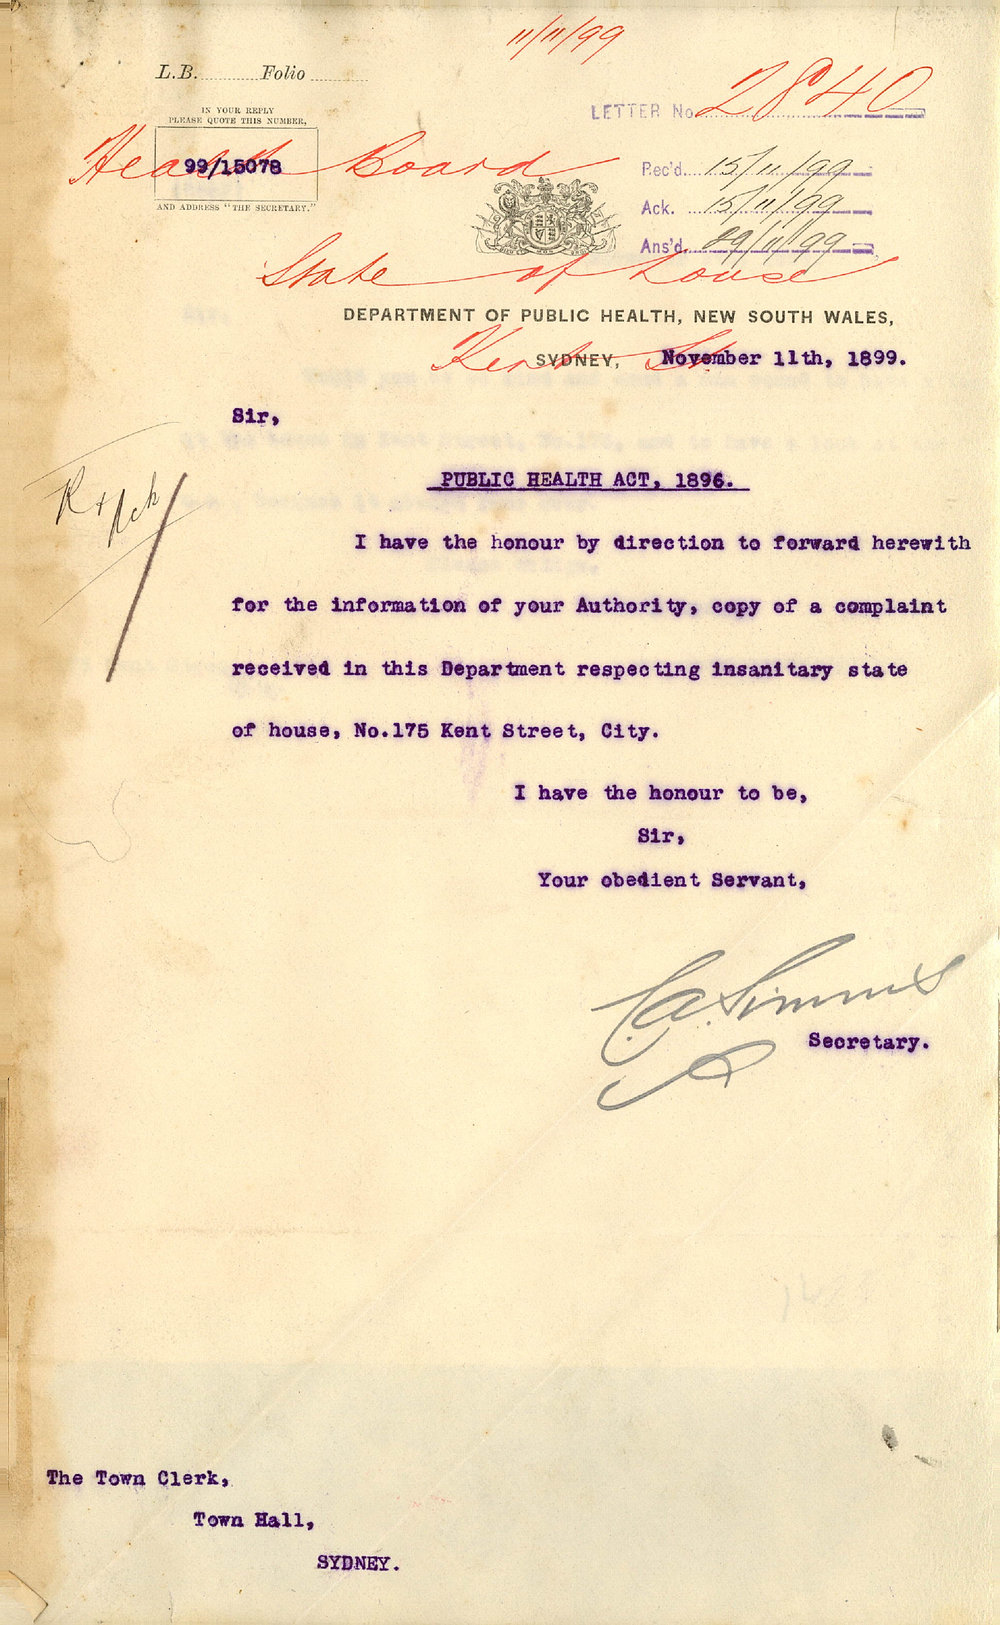 11/11/99
L.B. Folio
IN YOUR REPLY
PLEASE QUOTE THIS NUMBER,
99/15078
AND ADDRESS "THE SECRETARY."
LETTER No. 2840
Rec'd. 15/11/99
Ack. 15/11/99
Ans'd. 29/11/99
Health Board
State of house
Kent St
DEPARTMENT OF PUBLIC HEALTH, NEW SOUTH WALES,
SYDNEY, November 11th, 1899.
Sir,
PUBLIC HEALTH ACT, 1896.
R + Ack
I have the honour by direction to forward herewith
for the information of your Authority, copy of a complaint
received in this Department respecting insanitary state
of house, No.175 Kent Street, City.
I have the honour to be,
Sir,
Your obedient Servant,
C.A. Simms
Secretary.
The Town Clerk,
Town Hall,
SYDNEY.